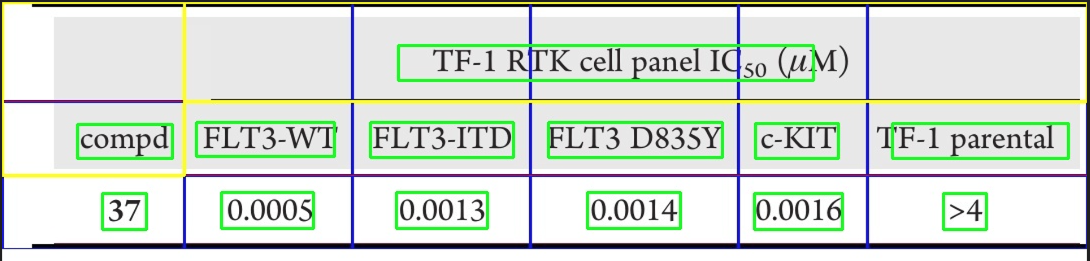 TF-1 RTK cell panel IC₅₀ (μM)
compd FLT3-WT FLT3-ITD FLT3 D835Y c-KIT TF-1 parental
37 0.0005 0.0013 0.0014 0.0016 >4